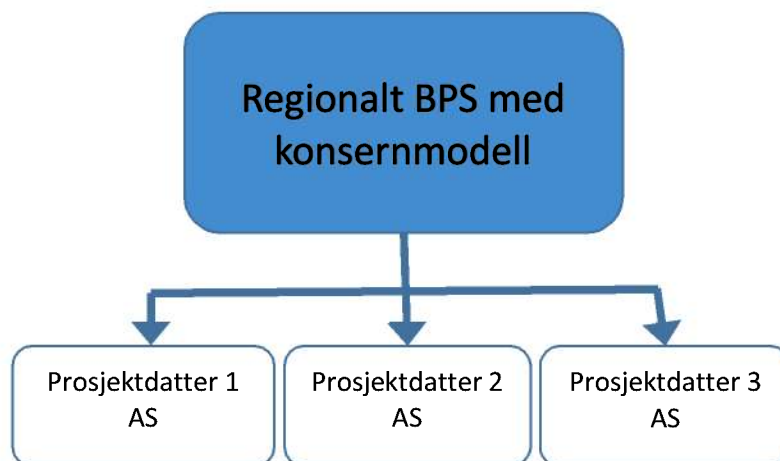 Regionalt BPS med
konsernmodell
Prosjektdatter 1
AS
Prosjektdatter 2
AS
Prosjektdatter 3
AS